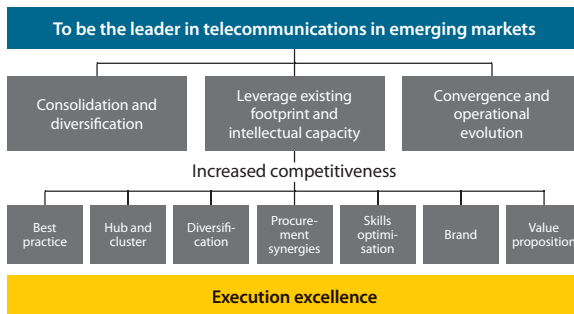 To be the leader in telecommunications in emerging markets
Consolidation and
diversification
Leverage existing
footprint and
intellectual capacity
Convergence and
operational
evolution
Increased competitiveness
Best
practice
Hub and
cluster
Diversifi-
cation
Procure-
ment
synergies
Skills
optimi-
sation
Brand
Value
proposition
Execution excellence